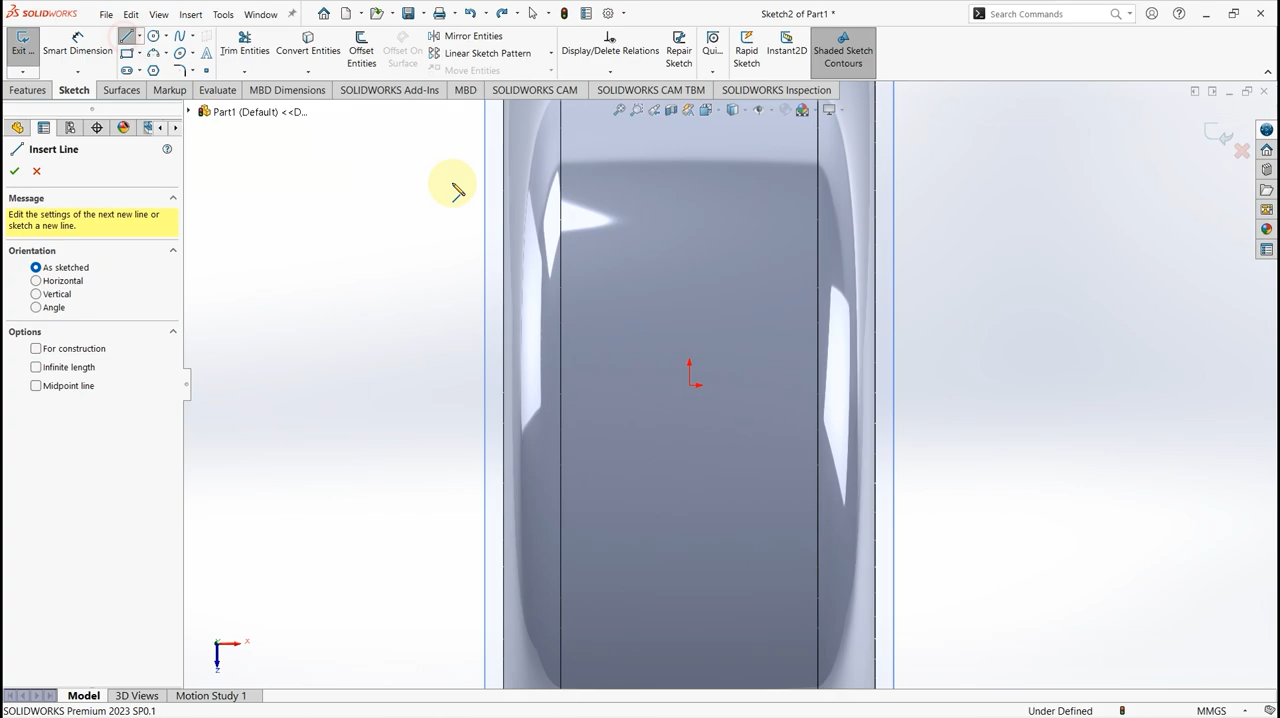 SOLIDWORKS File Edit View Insert Tools Window Sketch2 of Part1 * Search Commands
Exit ... Smart Dimension Trim Entities Convert Entities Offset Entities Offset On Surface Mirror Entities Linear Sketch Pattern Move Entities Display/Delete Relations Repair Sketch Qui... Rapid Sketch Instant2D Shaded Sketch Contours
Features Sketch Surfaces Markup Evaluate MBD Dimensions SOLIDWORKS Add-Ins MBD SOLIDWORKS CAM SOLIDWORKS CAM TBM SOLIDWORKS Inspection
Part1 (Default) <<D...
Insert Line
Message
Edit the settings of the next new line or
sketch a new line.
Orientation
As sketched
Horizontal
Vertical
Angle
Options
For construction
Infinite length
Midpoint line
X
Z
Model 3D Views Motion Study 1
SOLIDWORKS Premium 2023 SP0.1 Under Defined MMGS